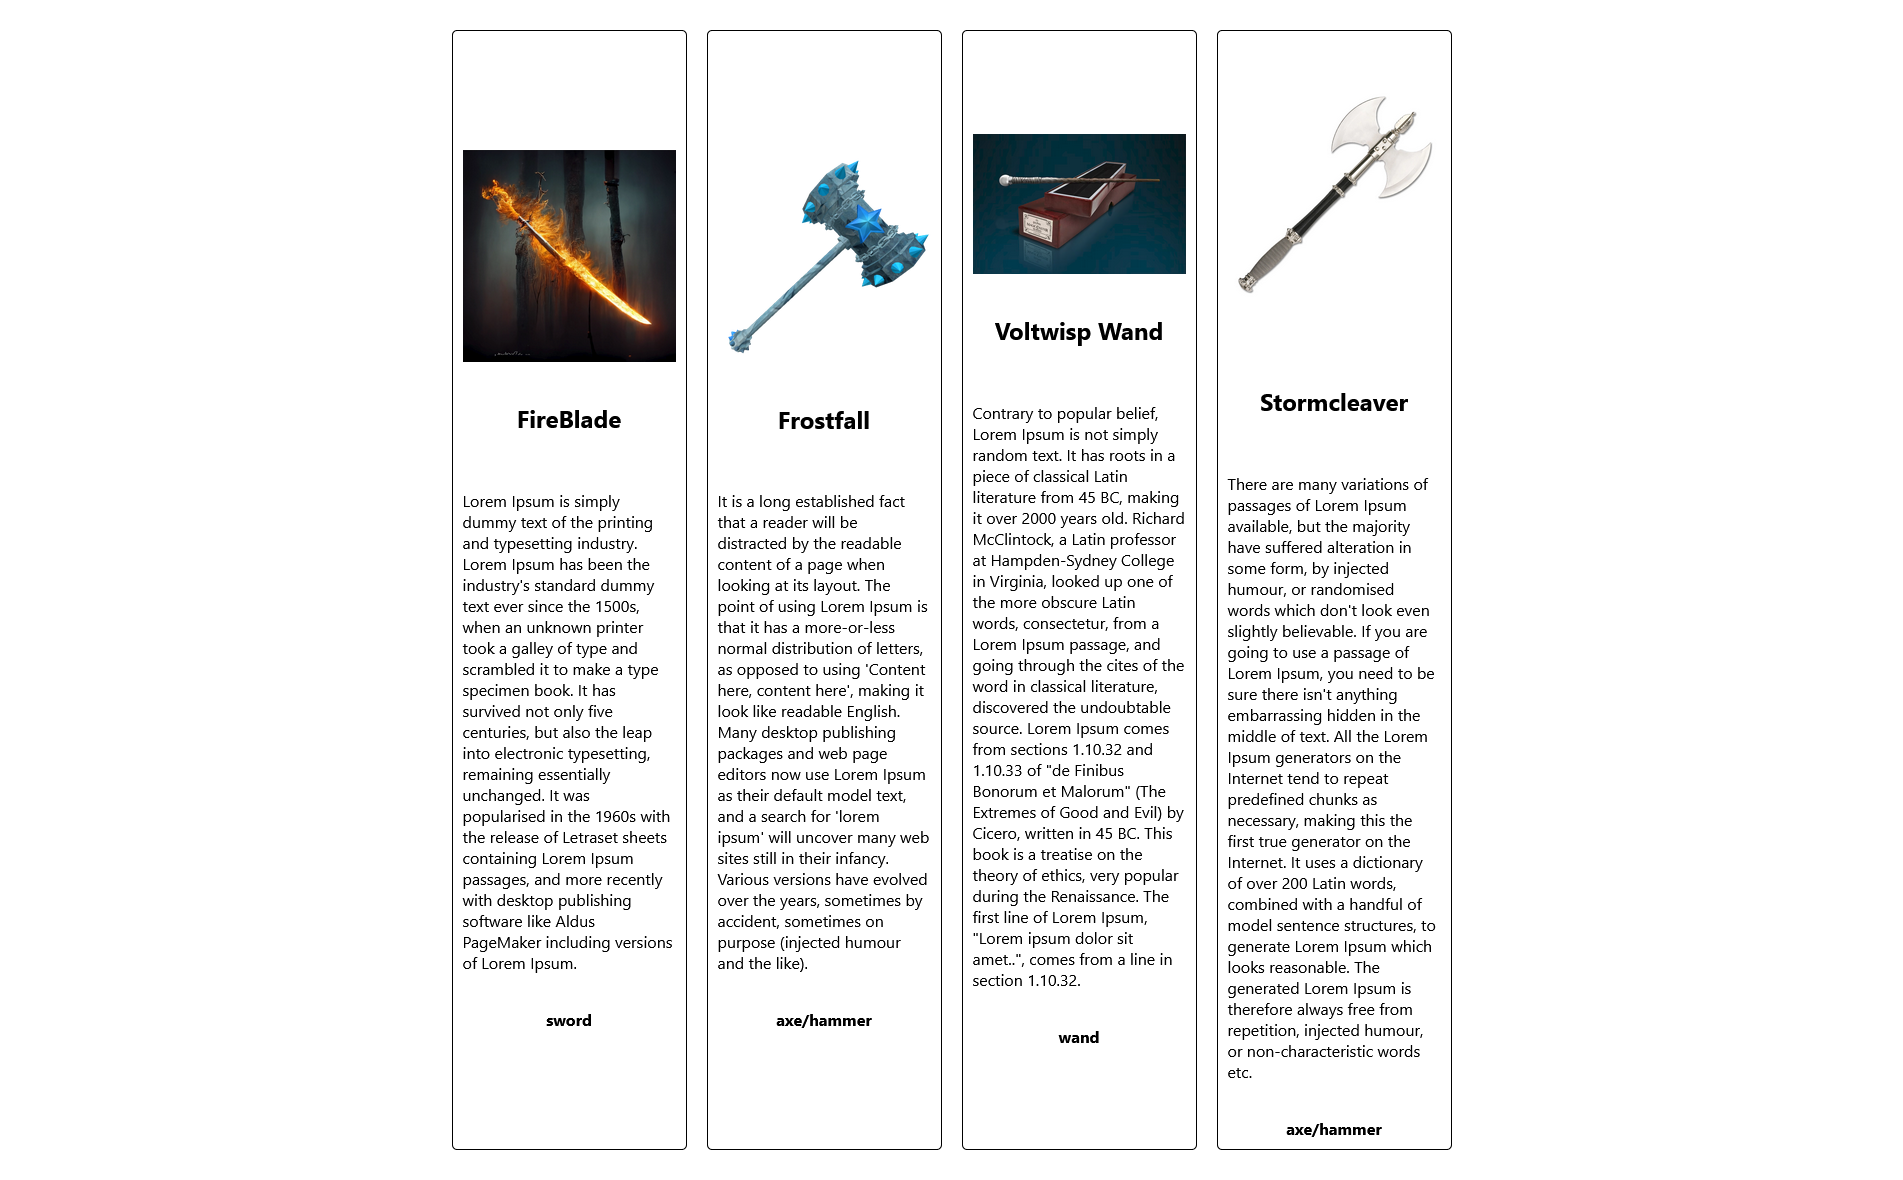 FireBlade
Lorem Ipsum is simply
dummy text of the printing
and typesetting industry.
Lorem Ipsum has been the
industry's standard dummy
text ever since the 1500s,
when an unknown printer
took a galley of type and
scrambled it to make a type
specimen book. It has
survived not only five
centuries, but also the leap
into electronic typesetting,
remaining essentially
unchanged. It was
popularised in the 1960s with
the release of Letraset sheets
containing Lorem Ipsum
passages, and more recently
with desktop publishing
software like Aldus
PageMaker including versions
of Lorem Ipsum.
sword
Frostfall
It is a long established fact
that a reader will be
distracted by the readable
content of a page when
looking at its layout. The
point of using Lorem Ipsum is
that it has a more-or-less
normal distribution of letters,
as opposed to using 'Content
here, content here', making it
look like readable English.
Many desktop publishing
packages and web page
editors now use Lorem Ipsum
as their default model text,
and a search for 'lorem
ipsum' will uncover many web
sites still in their infancy.
Various versions have evolved
over the years, sometimes by
accident, sometimes on
purpose (injected humour
and the like).
axe/hammer
Voltwisp Wand
Contrary to popular belief,
Lorem Ipsum is not simply
random text. It has roots in a
piece of classical Latin
literature from 45 BC, making
it over 2000 years old. Richard
McClintock, a Latin professor
at Hampden-Sydney College
in Virginia, looked up one of
the more obscure Latin
words, consectetur, from a
Lorem Ipsum passage, and
going through the cites of the
word in classical literature,
discovered the undoubtable
source. Lorem Ipsum comes
from sections 1.10.32 and
1.10.33 of "de Finibus
Bonorum et Malorum" (The
Extremes of Good and Evil) by
Cicero, written in 45 BC. This
book is a treatise on the
theory of ethics, very popular
during the Renaissance. The
first line of Lorem Ipsum,
"Lorem ipsum dolor sit
amet..", comes from a line in
section 1.10.32.
wand
Stormcleaver
There are many variations of
passages of Lorem Ipsum
available, but the majority
have suffered alteration in
some form, by injected
humour, or randomised
words which don't look even
slightly believable. If you are
going to use a passage of
Lorem Ipsum, you need to be
sure there isn't anything
embarrassing hidden in the
middle of text. All the Lorem
Ipsum generators on the
Internet tend to repeat
predefined chunks as
necessary, making this the
first true generator on the
Internet. It uses a dictionary
of over 200 Latin words,
combined with a handful of
model sentence structures, to
generate Lorem Ipsum which
looks reasonable. The
generated Lorem Ipsum is
therefore always free from
repetition, injected humour,
or non-characteristic words
etc.
axe/hammer